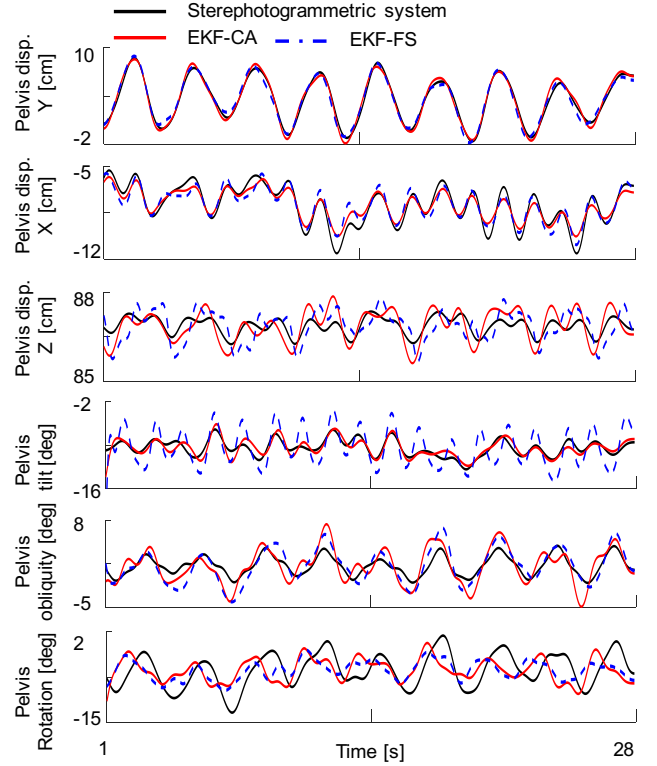 Sterephotogrammetric system
EKF-CA
EKF-FS
Pelvis disp.
Y [cm]
10
-2
Pelvis disp.
X [cm]
-5
-12
Pelvis disp.
Z [cm]
88
85
Pelvis
tilt [deg]
-2
-16
Pelvis
obliquity [deg]
8
-5
Pelvis
Rotation [deg]
2
-15
1
Time [s]
28